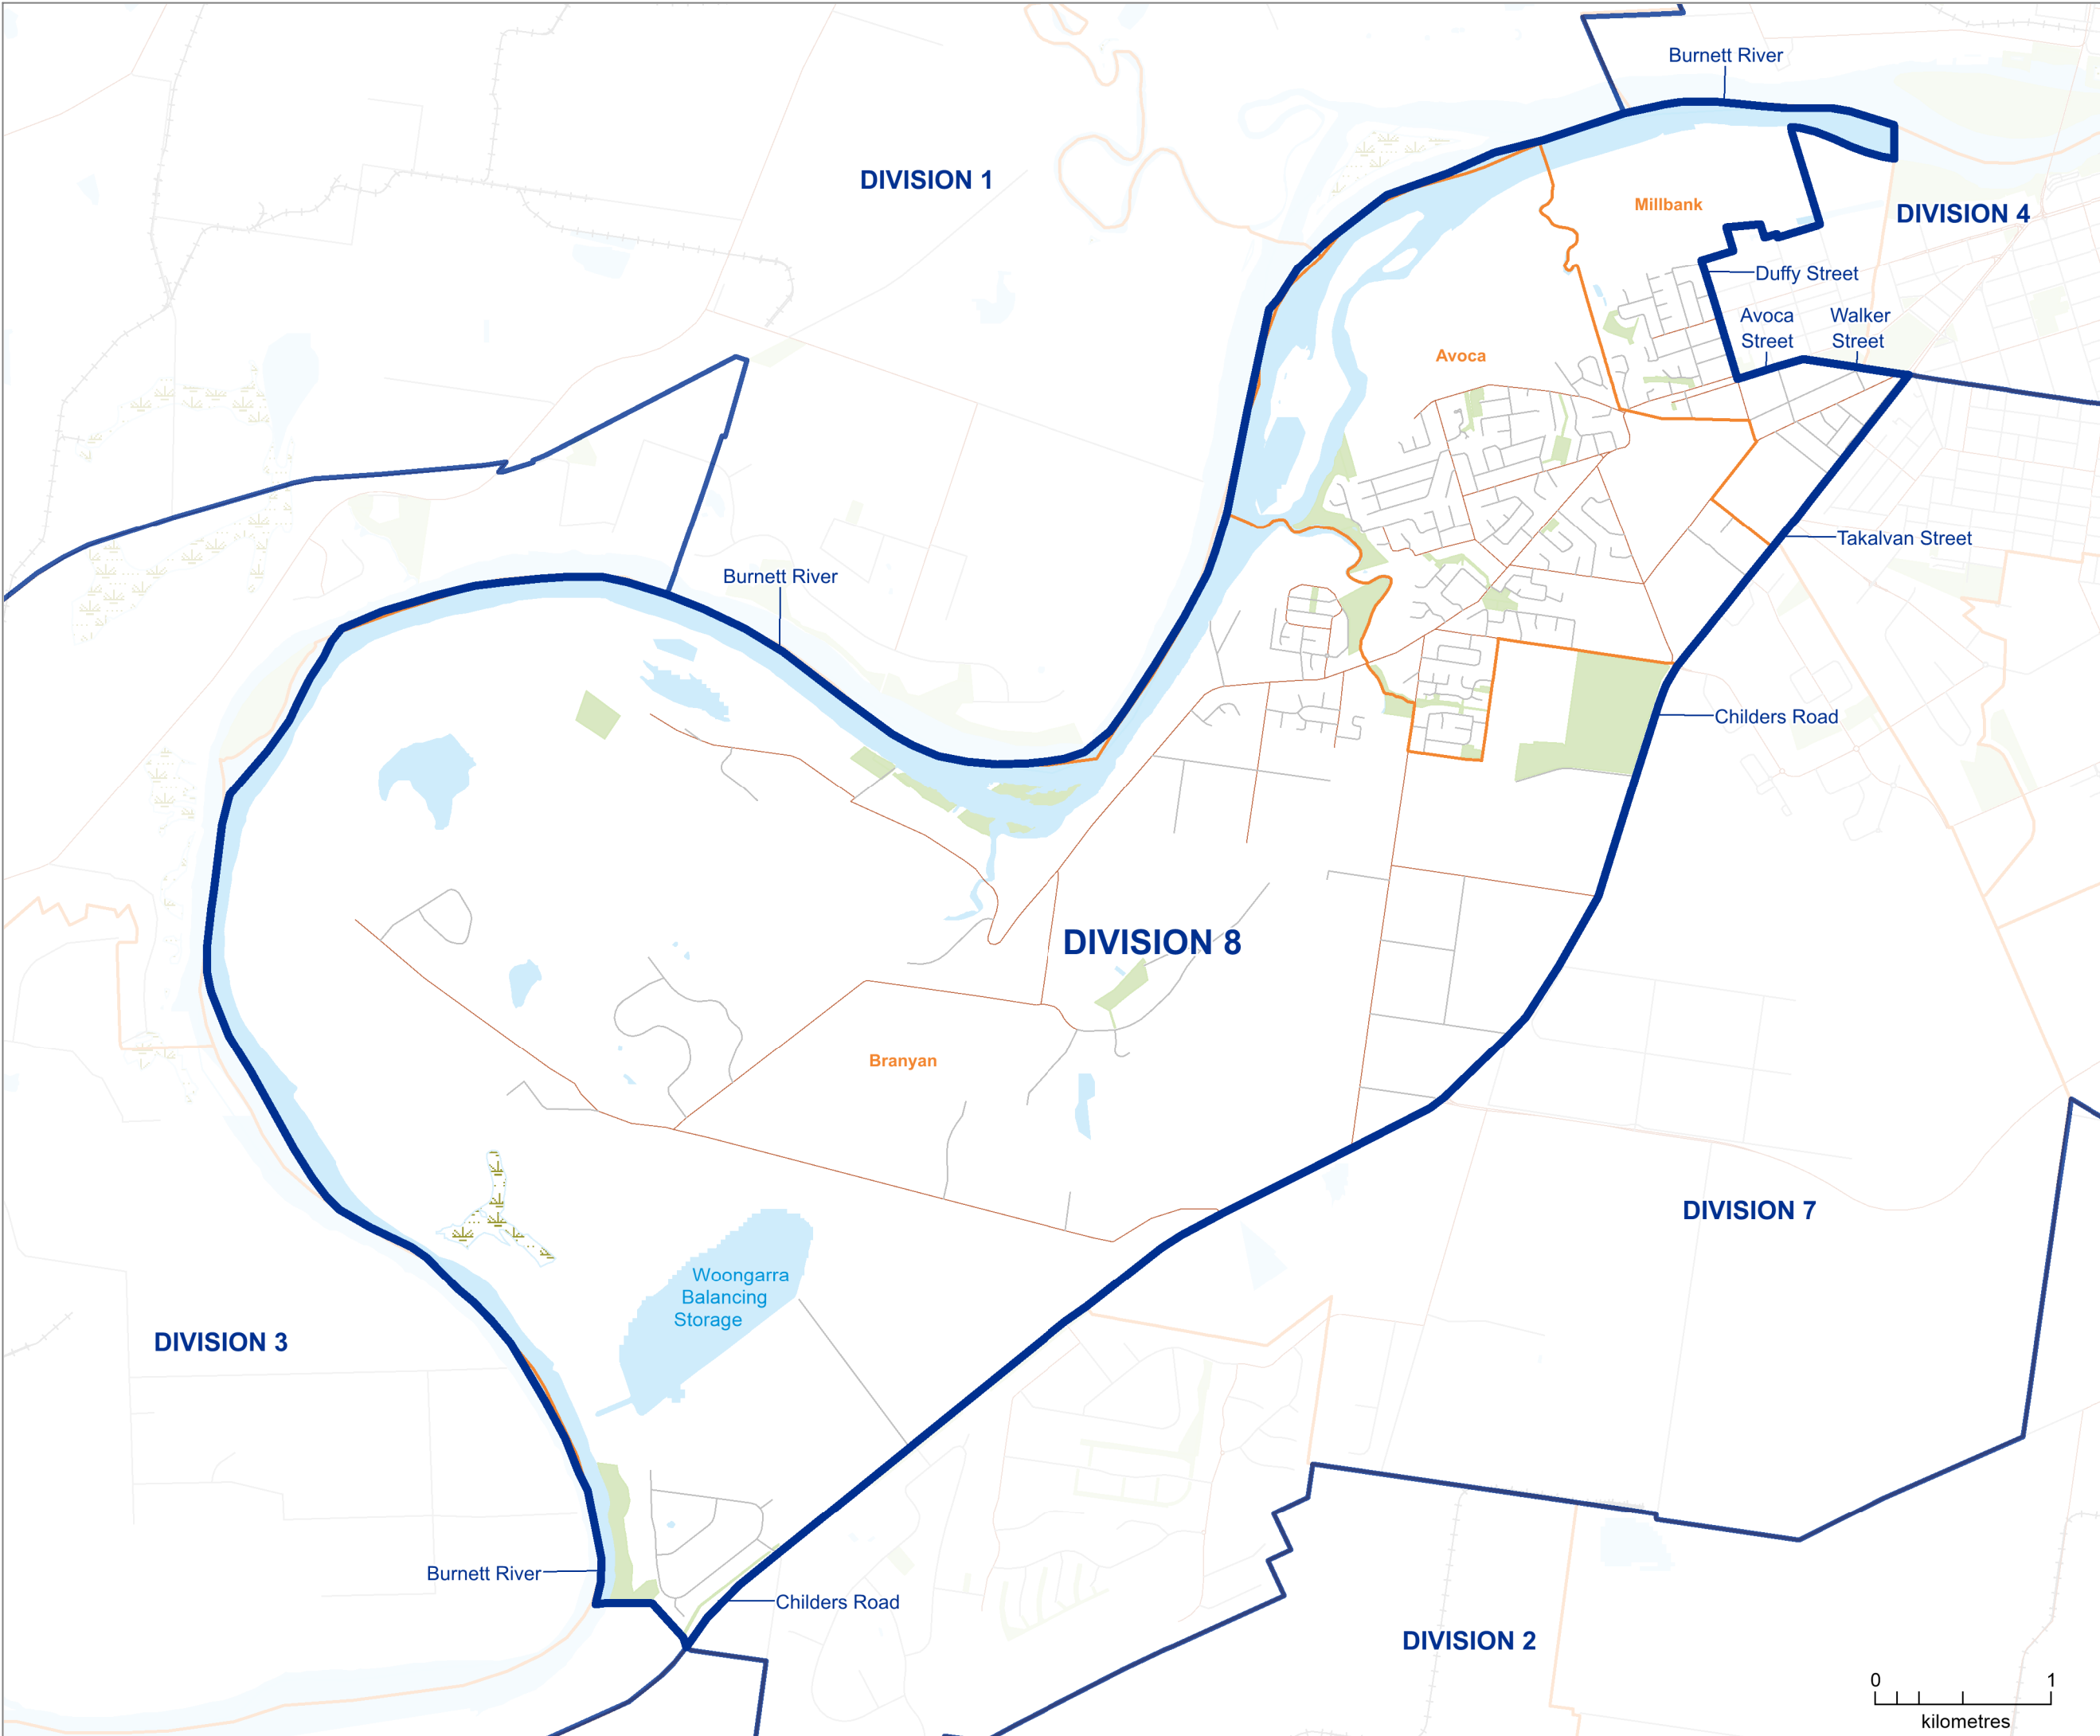 Burnett River
DIVISION 1
Millbank
DIVISION 4
Duffy Street
Avoca
Street
Walker
Street
Avoca
Takalvan Street
Burnett River
Childers Road
DIVISION 8
Branyan
DIVISION 7
Woongarra
Balancing
Storage
DIVISION 3
Burnett River
Childers Road
DIVISION 2
0 1
kilometres